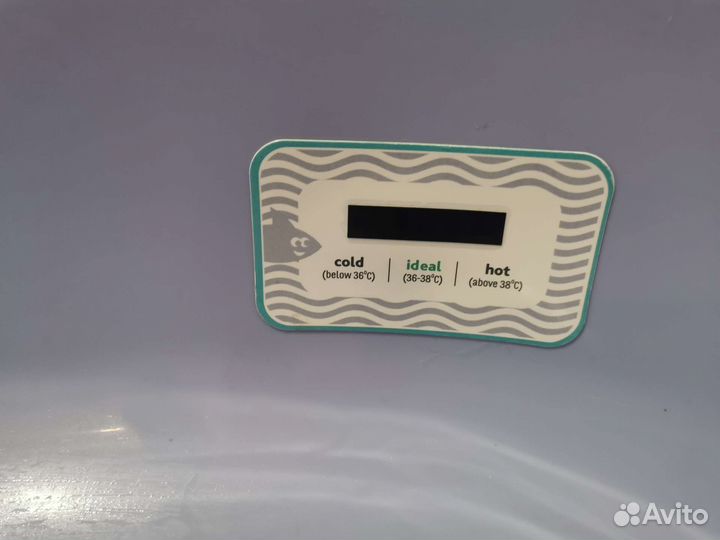 cold
(below 36°C)
ideal
(36-38°C)
hot
(above 38°C)
Avito